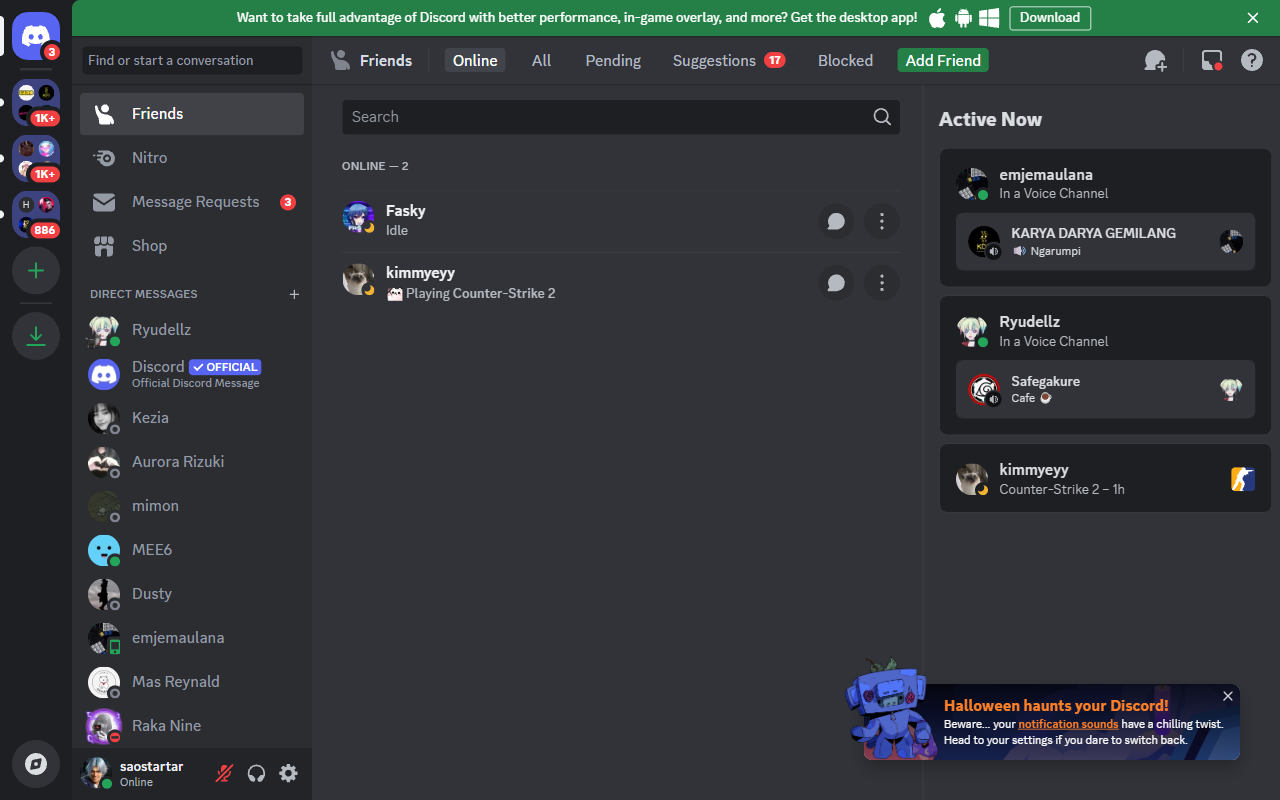 Want to take full advantage of Discord with better performance, in-game overlay, and more? Get the desktop app!
Download
3
1K+
1K+
H
886
Find or start a conversation
Friends
Nitro
Message Requests
3
Shop
DIRECT MESSAGES
Ryudellz
Discord
OFFICIAL
Official Discord Message
Kezia
Aurora Rizuki
mimon
MEE6
Dusty
emjemaulana
Mas Reynald
Raka Nine
saostartar
Online
Friends
Online
All
Pending
Suggestions
17
Blocked
Add Friend
Search
ONLINE — 2
Fasky
Idle
kimmyeyy
Playing Counter-Strike 2
Active Now
emjemaulana
In a Voice Channel
KARYA DARYA GEMILANG
Ngarumpi
Ryudellz
In a Voice Channel
Safegakure
Cafe
kimmyeyy
Counter-Strike 2 – 1h
Halloween haunts your Discord!
Beware... your notification sounds have a chilling twist.
Head to your settings if you dare to switch back.